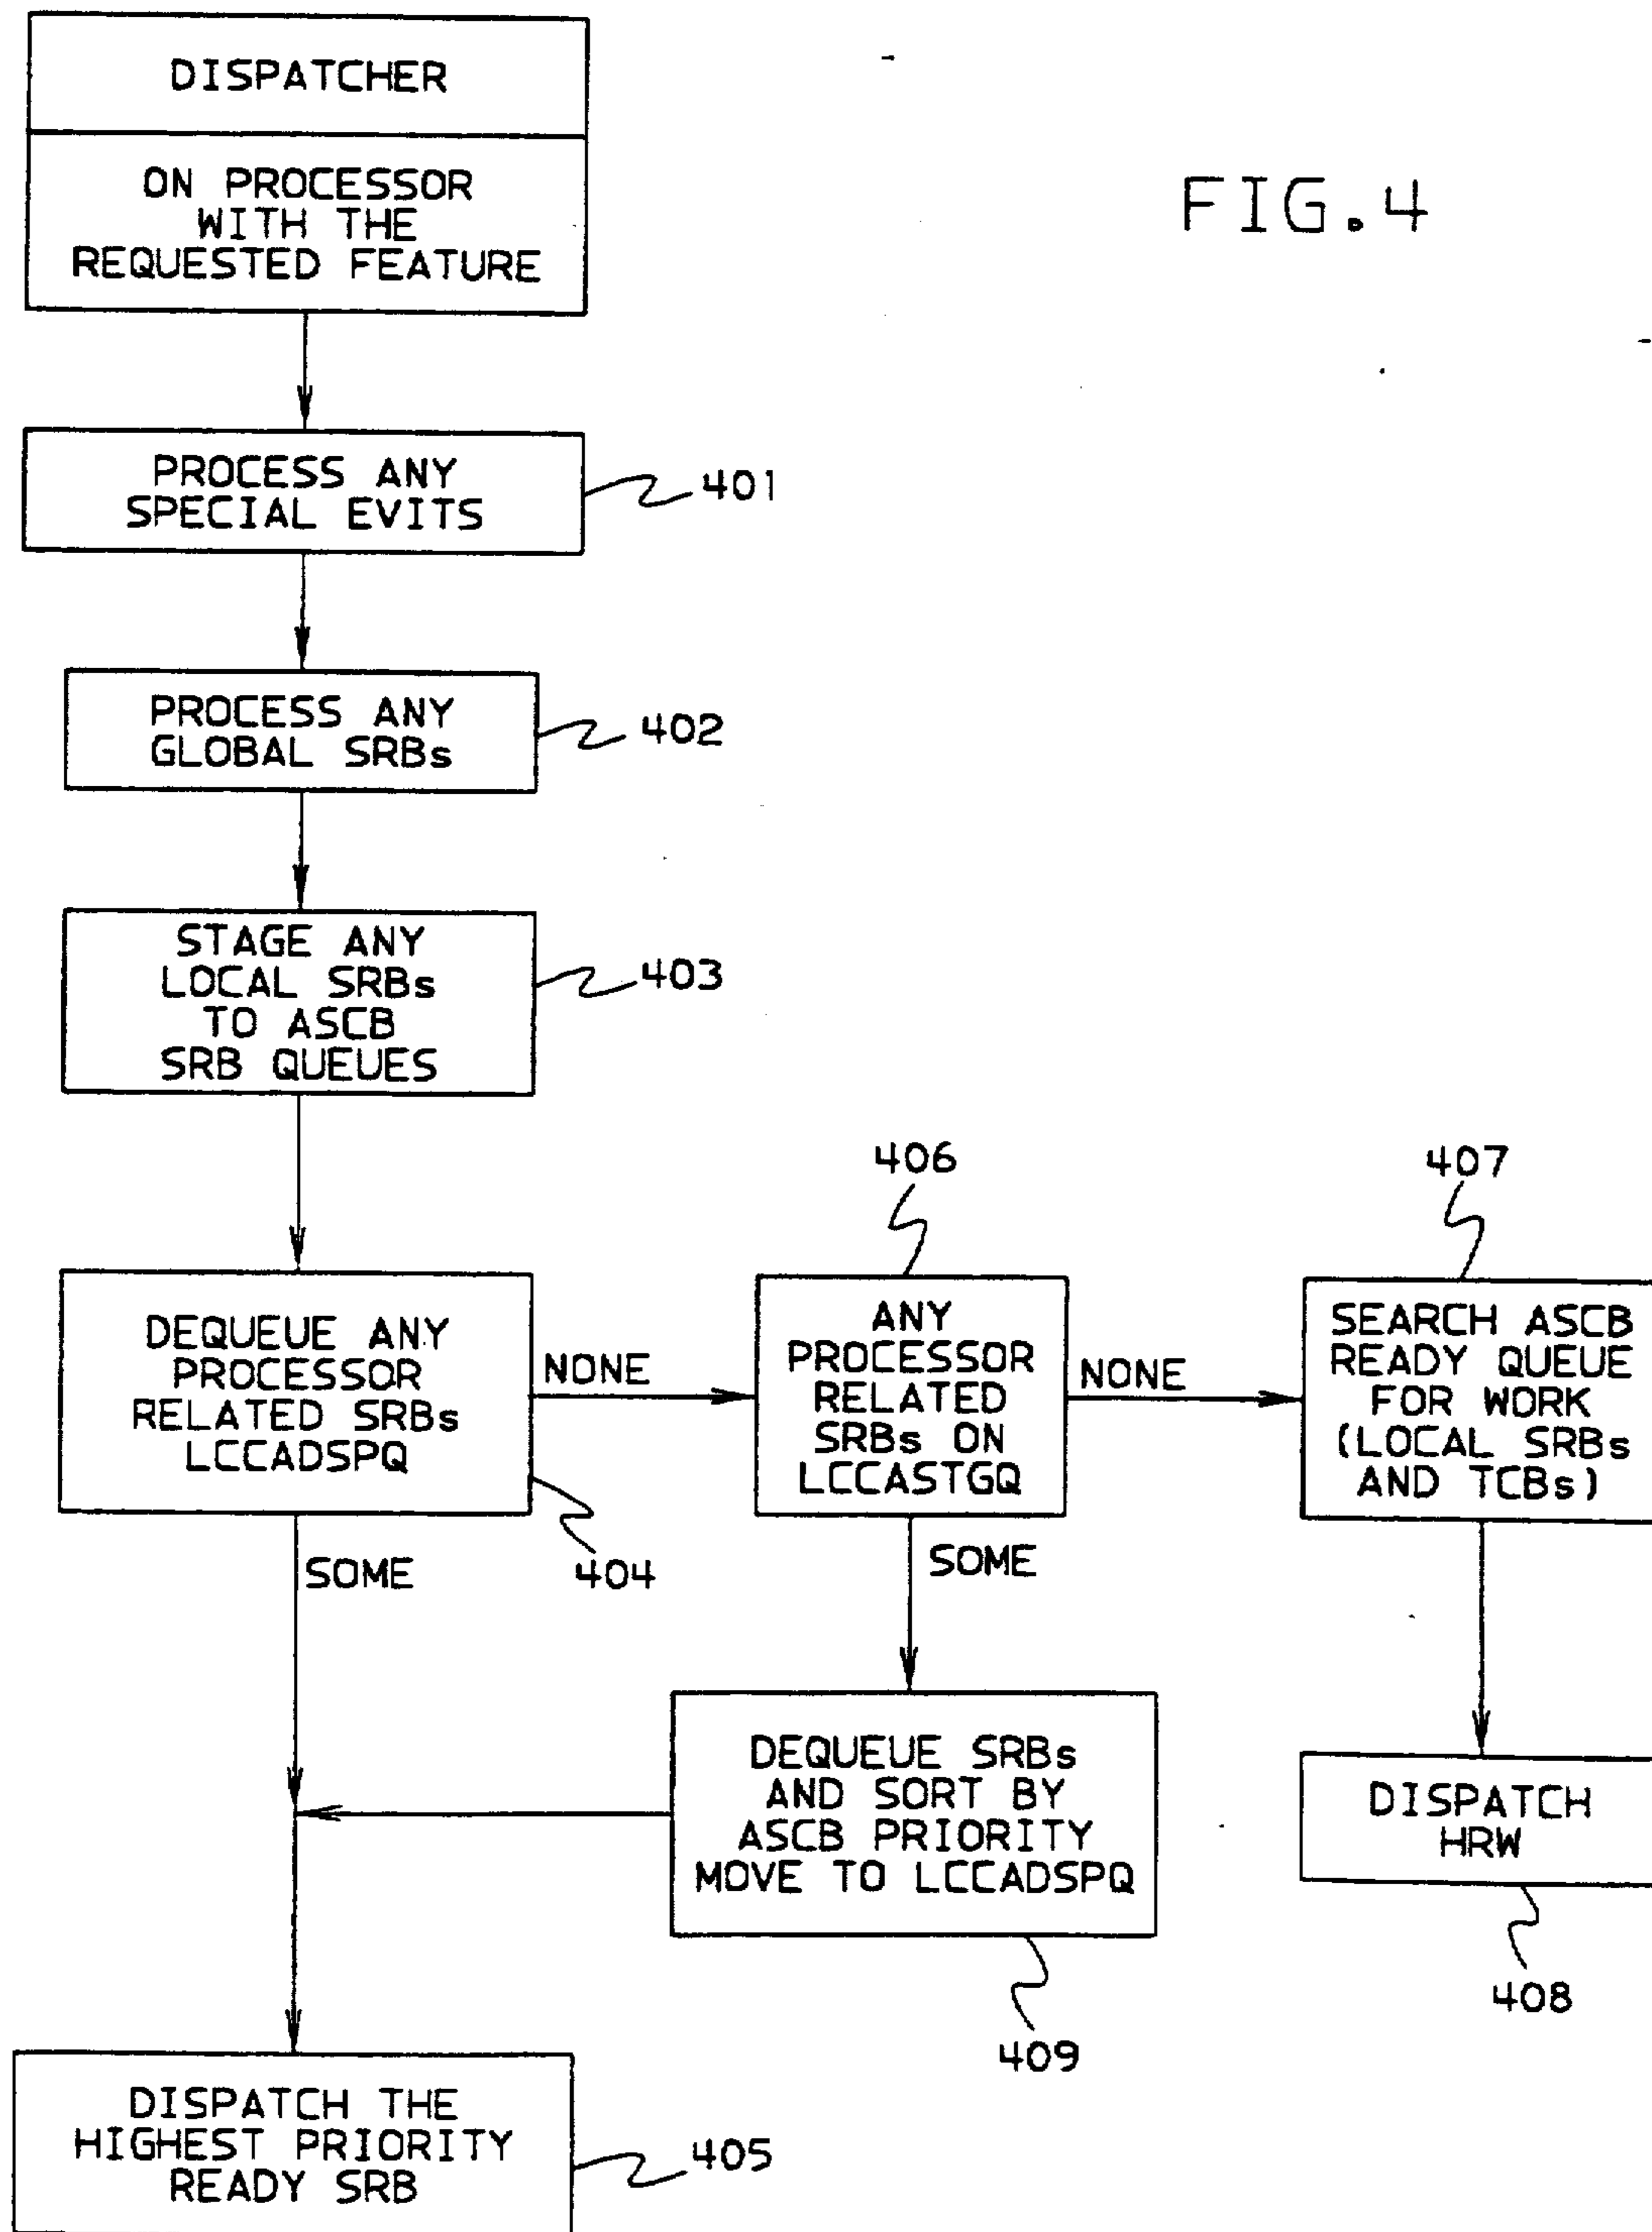 DISPATCHER
ON PROCESSOR
WITH THE
REQUESTED FEATURE
FIG.4
PROCESS ANY
SPECIAL EVITS
401
PROCESS ANY
GLOBAL SRBs
402
STAGE ANY
LOCAL SRBs
TO ASCB
SRB QUEUES
403
DEQUEUE ANY
PROCESSOR
RELATED SRBs
LCCADSPQ
404
NONE
SOME
406
ANY
PROCESSOR
RELATED
SRBs ON
LCCASTGQ
NONE
SOME
407
SEARCH ASCB
READY QUEUE
FOR WORK
(LOCAL SRBs
AND TCBs)
DEQUEUE SRBs
AND SORT BY
ASCB PRIORITY
MOVE TO LCCADSPQ
409
DISPATCH
HRW
408
DISPATCH THE
HIGHEST PRIORITY
READY SRB
405